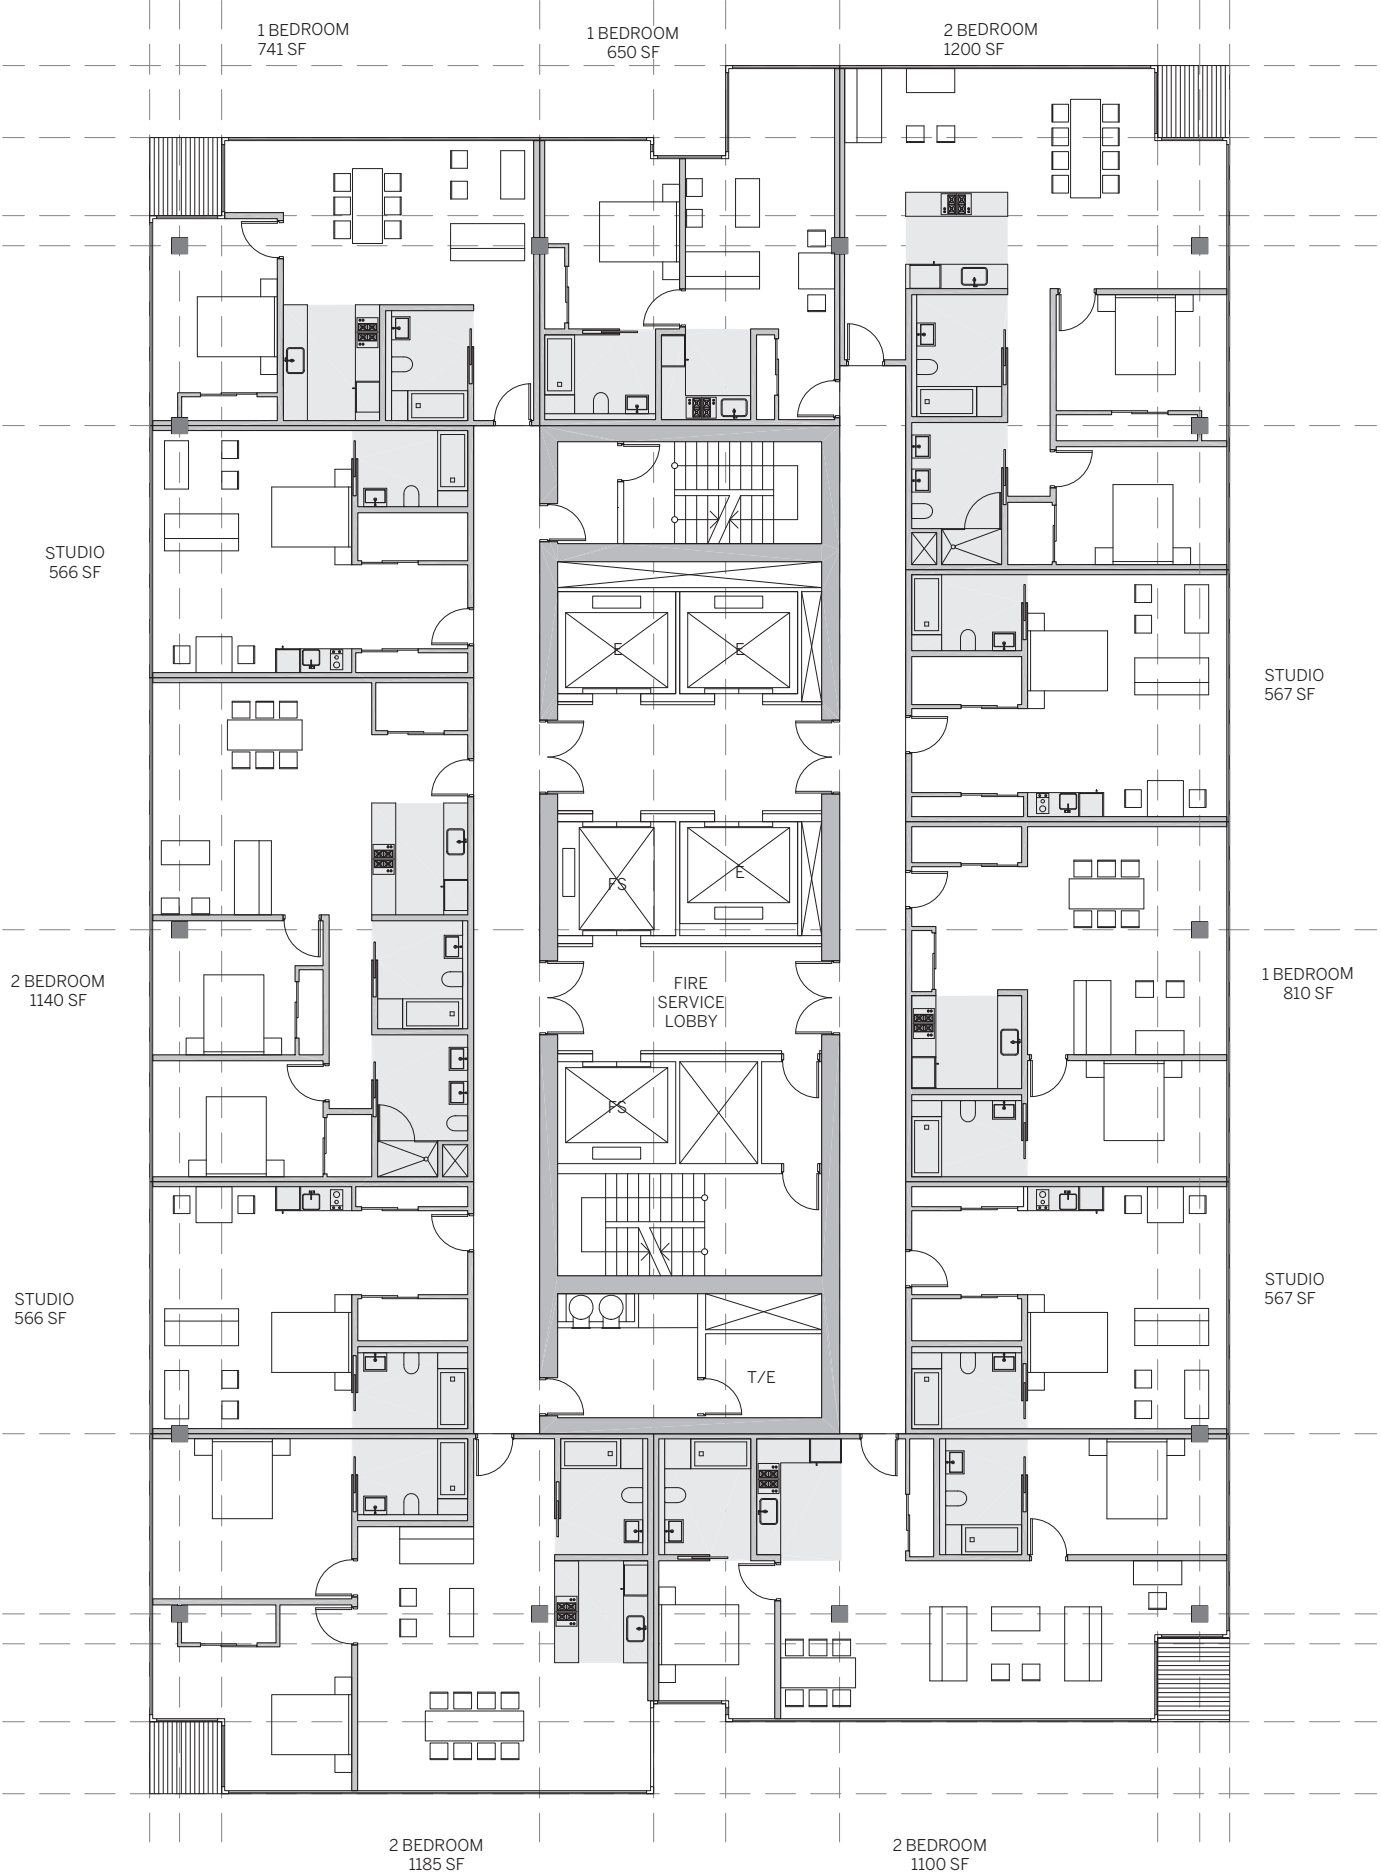 1 BEDROOM
741 SF
1 BEDROOM
650 SF
2 BEDROOM
1200 SF
STUDIO
566 SF
E
E
STUDIO
567 SF
FS
E
2 BEDROOM
1140 SF
FIRE
SERVICE
LOBBY
1 BEDROOM
810 SF
FS
STUDIO
566 SF
STUDIO
567 SF
T/E
2 BEDROOM
1185 SF
2 BEDROOM
1100 SF